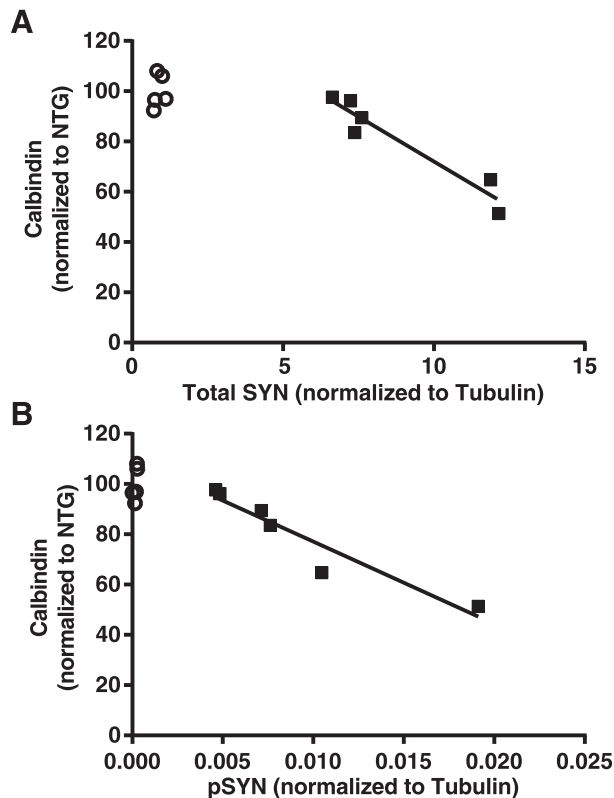 A
120
100
80
60
40
20
0
Calbindin
(normalized to NTG)
0 5 10 15
Total SYN (normalized to Tubulin)
B
120
100
80
60
40
20
0
Calbindin
(normalized to NTG)
0.000 0.005 0.010 0.015 0.020 0.025
pSYN (normalized to Tubulin)